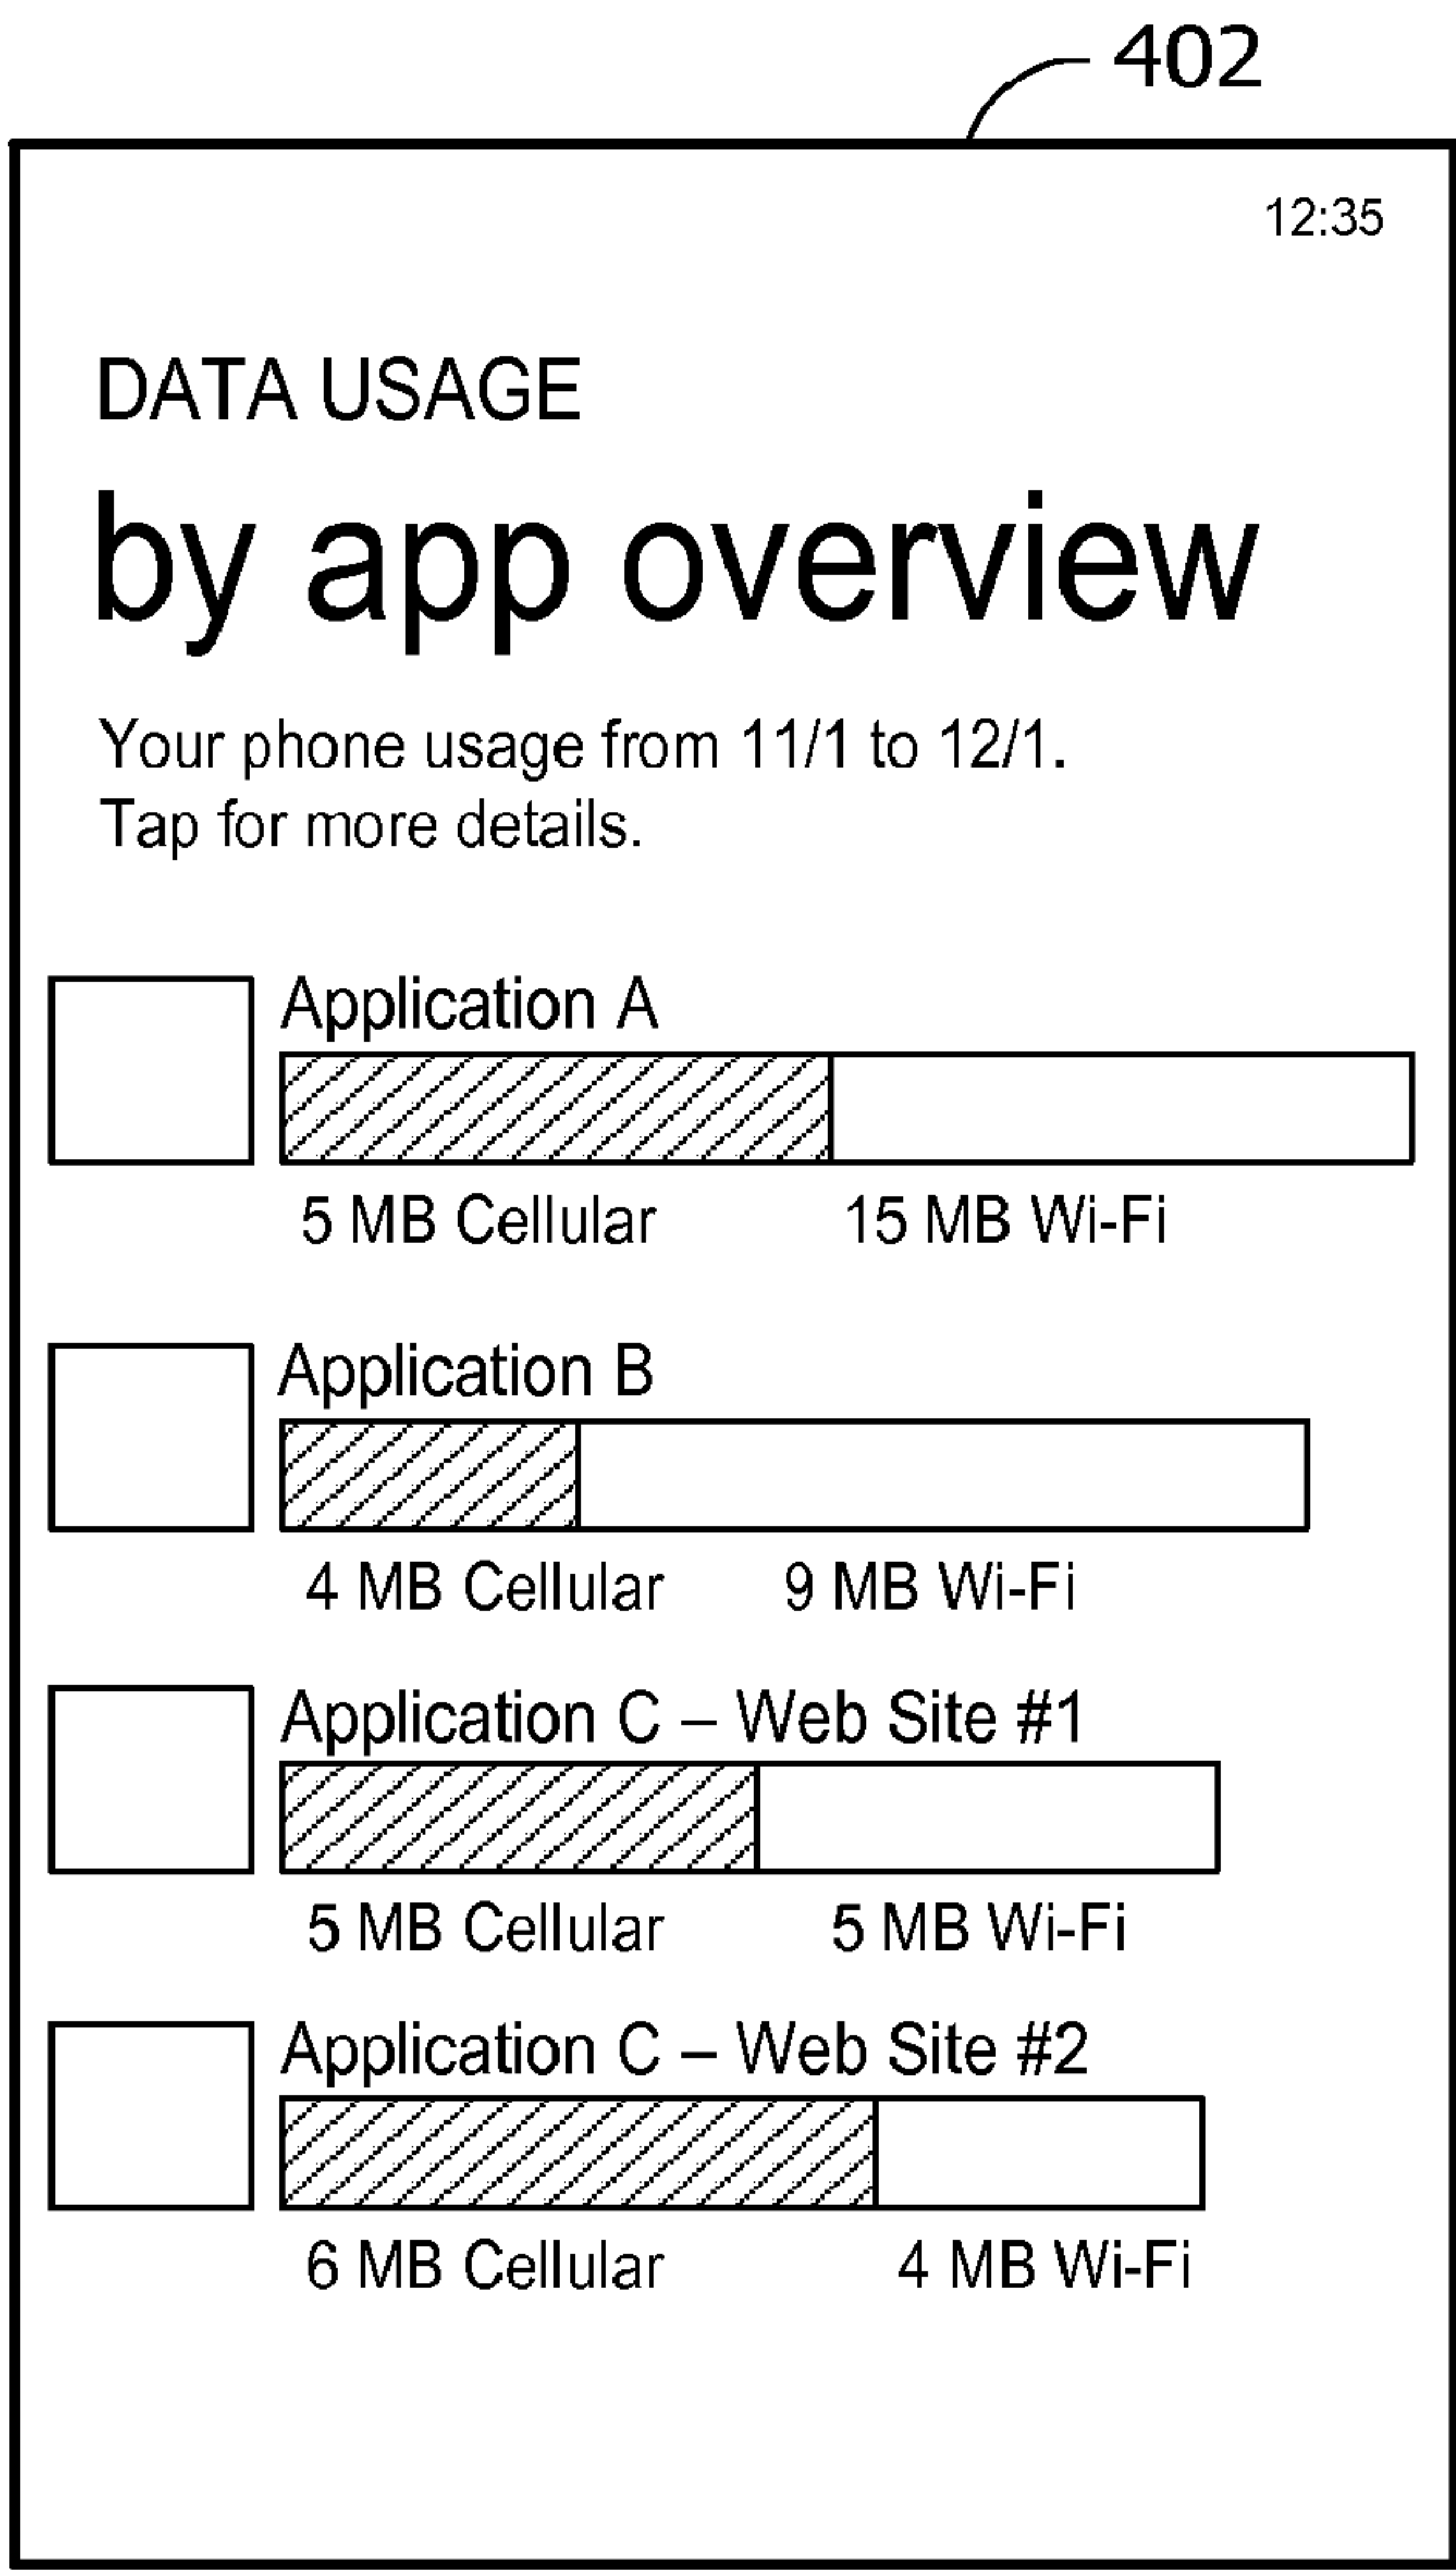 402
12:35
DATA USAGE
by app overview
Your phone usage from 11/1 to 12/1.
Tap for more details.
Application A
5 MB Cellular 15 MB Wi-Fi
Application B
4 MB Cellular 9 MB Wi-Fi
Application C – Web Site #1
5 MB Cellular 5 MB Wi-Fi
Application C – Web Site #2
6 MB Cellular 4 MB Wi-Fi